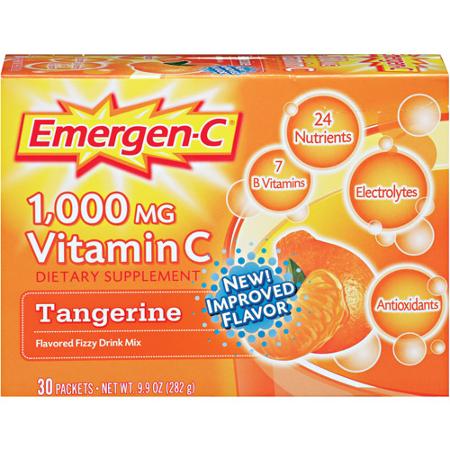 Emergen-C®
1,000 MG
Vitamin C
DIETARY SUPPLEMENT
Tangerine
Flavored Fizzy Drink Mix
30 PACKETS • NET WT. 9.9 OZ (282 g)
24
Nutrients
7
B Vitamins
Electrolytes
Antioxidants
NEW!
IMPROVED
FLAVOR